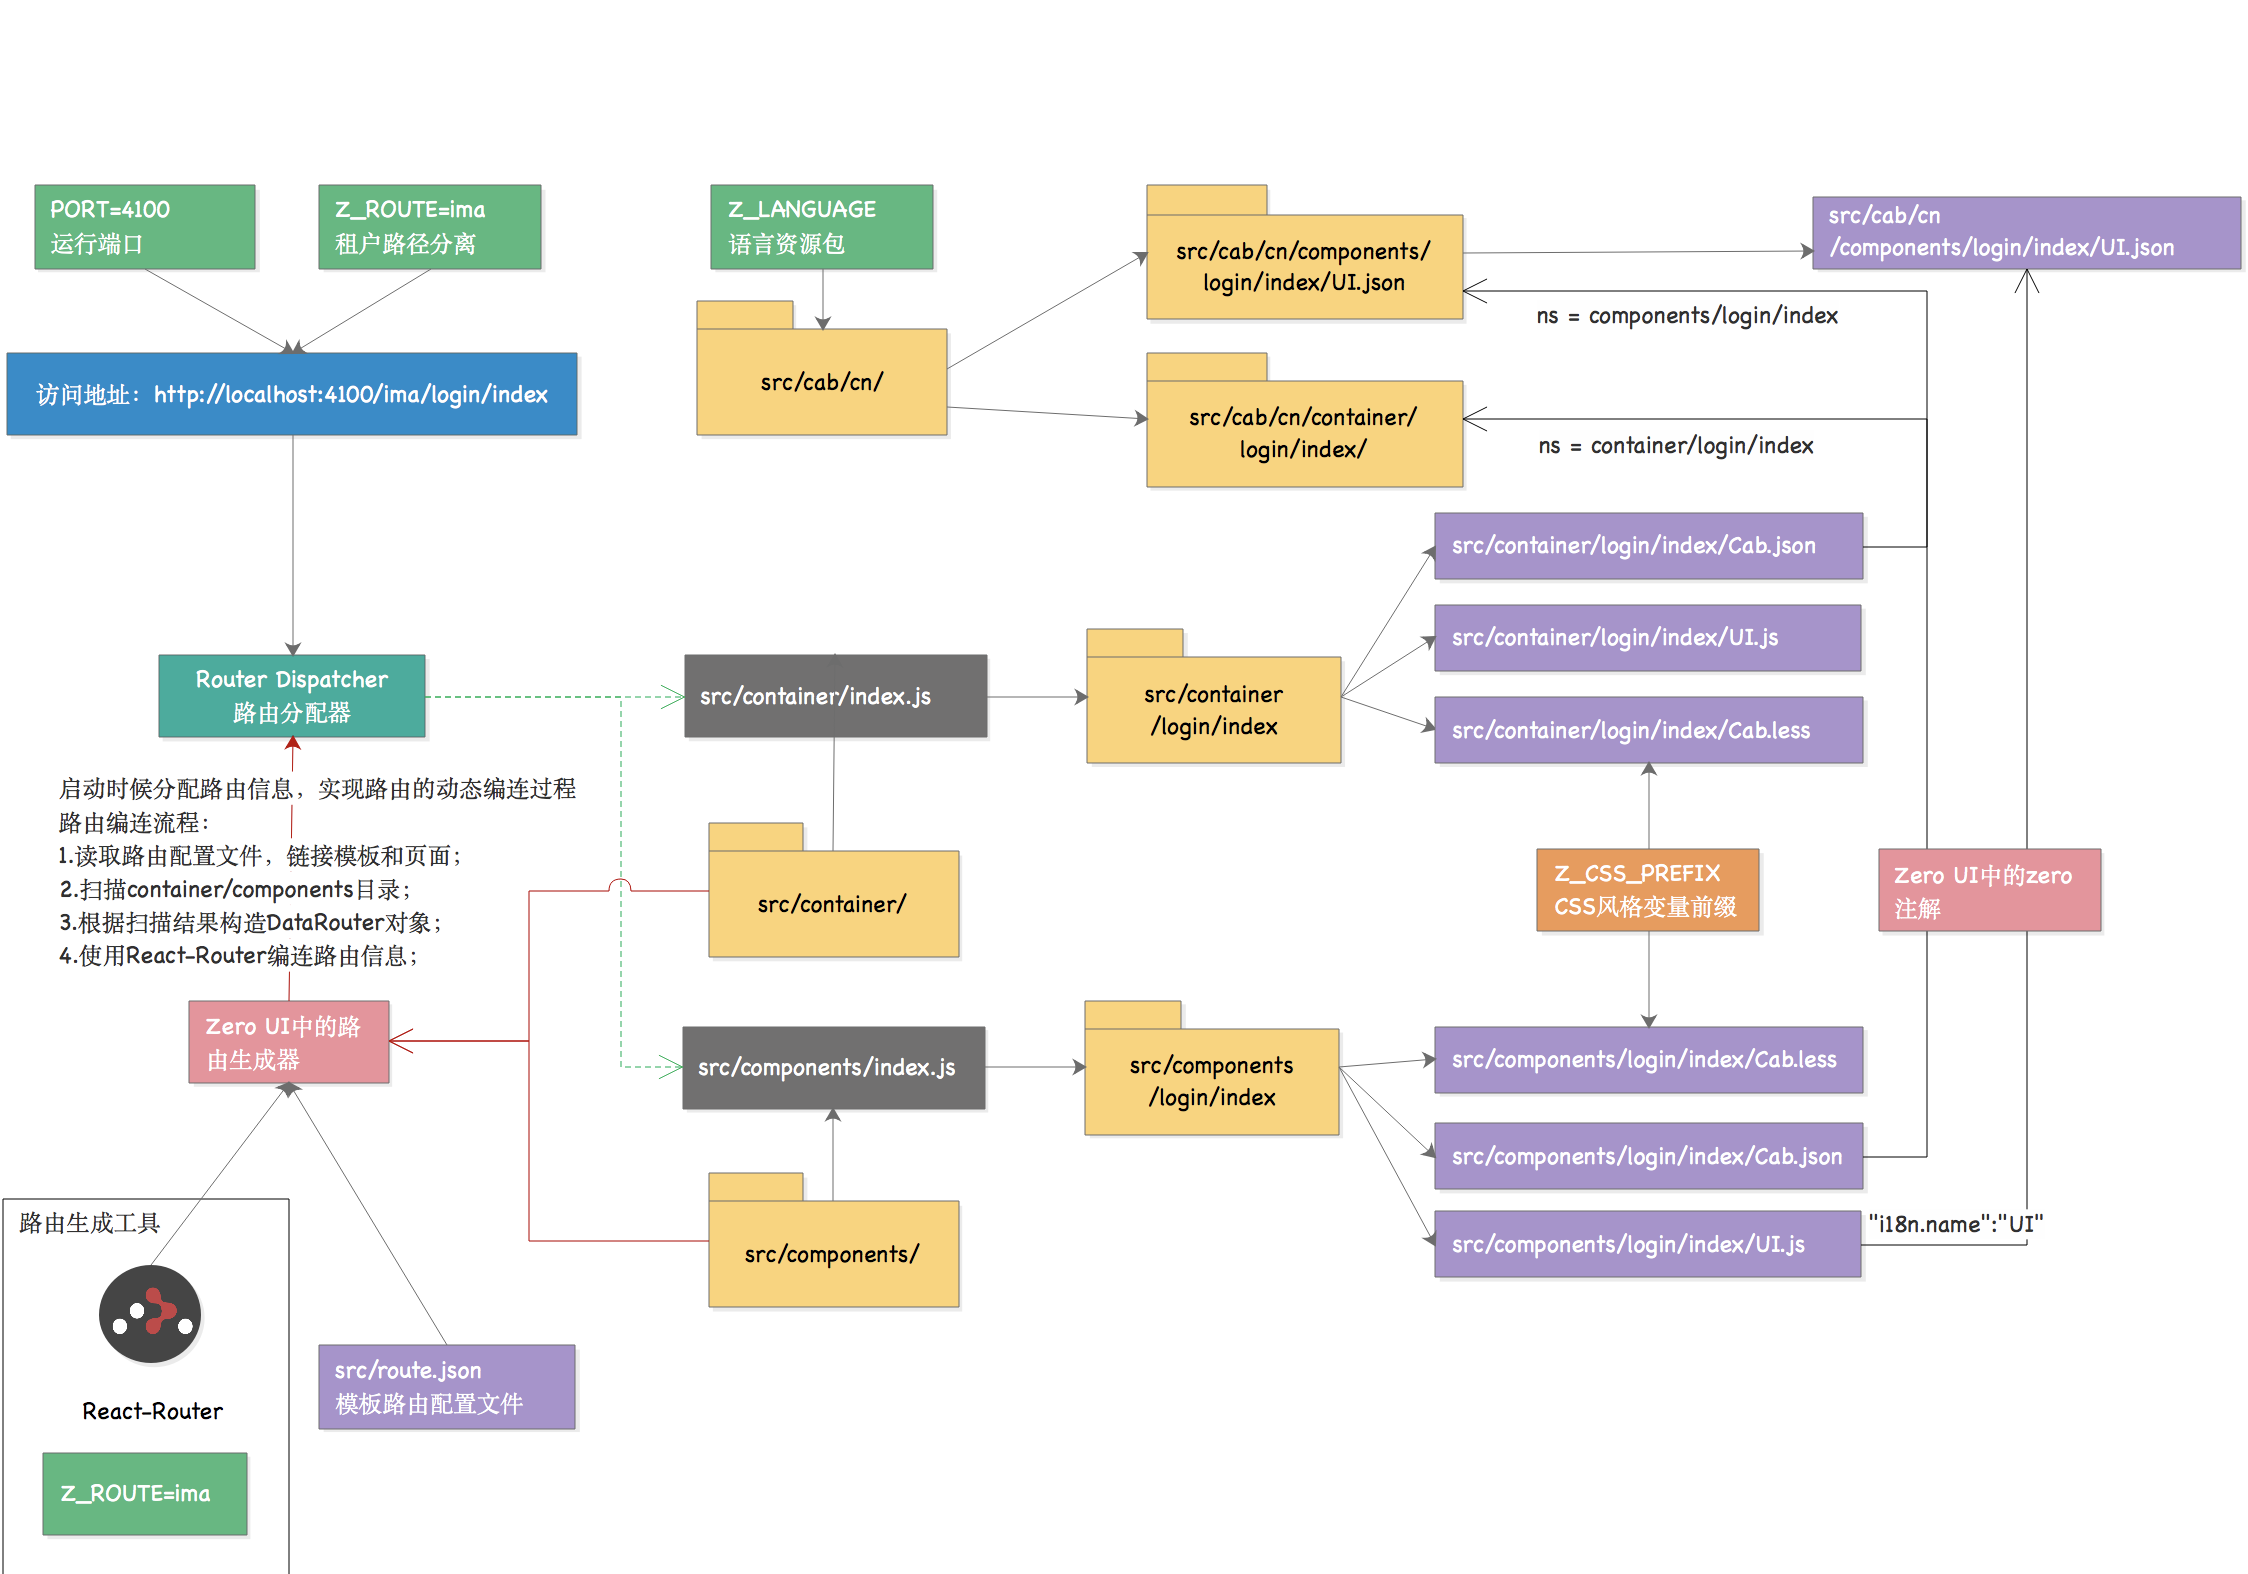 PORT=4100
运行端口
Z_ROUTE=ima
租户路径分离
Z_LANGUAGE
语言资源包
src/cab/cn/components/
login/index/UI.json
src/cab/cn
/components/login/index/UI.json
ns = components/login/index
访问地址：http://localhost:4100/ima/login/index
src/cab/cn/
src/cab/cn/container/
login/index/
ns = container/login/index
src/container/login/index/Cab.json
src/container/login/index/UI.js
src/container/login/index/Cab.less
Router Dispatcher
路由分配器
src/container/index.js
src/container
/login/index
启动时候分配路由信息，实现路由的动态编连过程
路由编连流程：
1.读取路由配置文件，链接模板和页面；
2.扫描container/components目录；
3.根据扫描结果构造DataRouter对象；
4.使用React-Router编连路由信息；
src/container/
Z_CSS_PREFIX
CSS风格变量前缀
Zero UI中的zero
注解
Zero UI中的路
由生成器
src/components/index.js
src/components
/login/index
src/components/login/index/Cab.less
src/components/login/index/Cab.json
src/components/login/index/UI.js
"i18n.name":"UI"
src/components/
路由生成工具
React-Router
src/route.json
模板路由配置文件
Z_ROUTE=ima